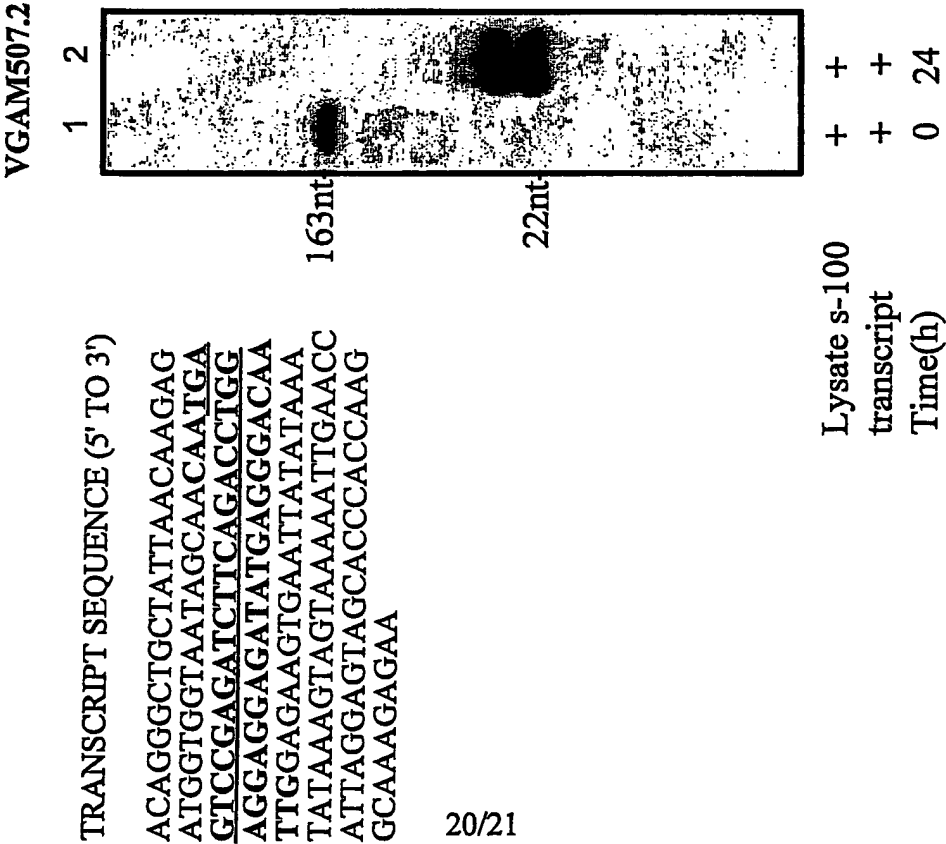 TRANSCRIPT SEQUENCE (5' TO 3')
ACAGGGCTGCTATTAACAAGAG
ATGGTGGTAATAGCAACAATGA
GTCCGAGATCTTCAGACCTGG
AGGAGGAGATATGAGGGACAA
TTGGAGAAGTGAATTATATAAA
TATAAAGTAGTAAAAATTGAACC
ATTAGGAGTAGCACCCACCAAG
GCAAAGAGAA
VGAM507.2
1 2
163nt
22nt
Lysate s-100 + +
transcript + +
Time(h) 0 24
20/21